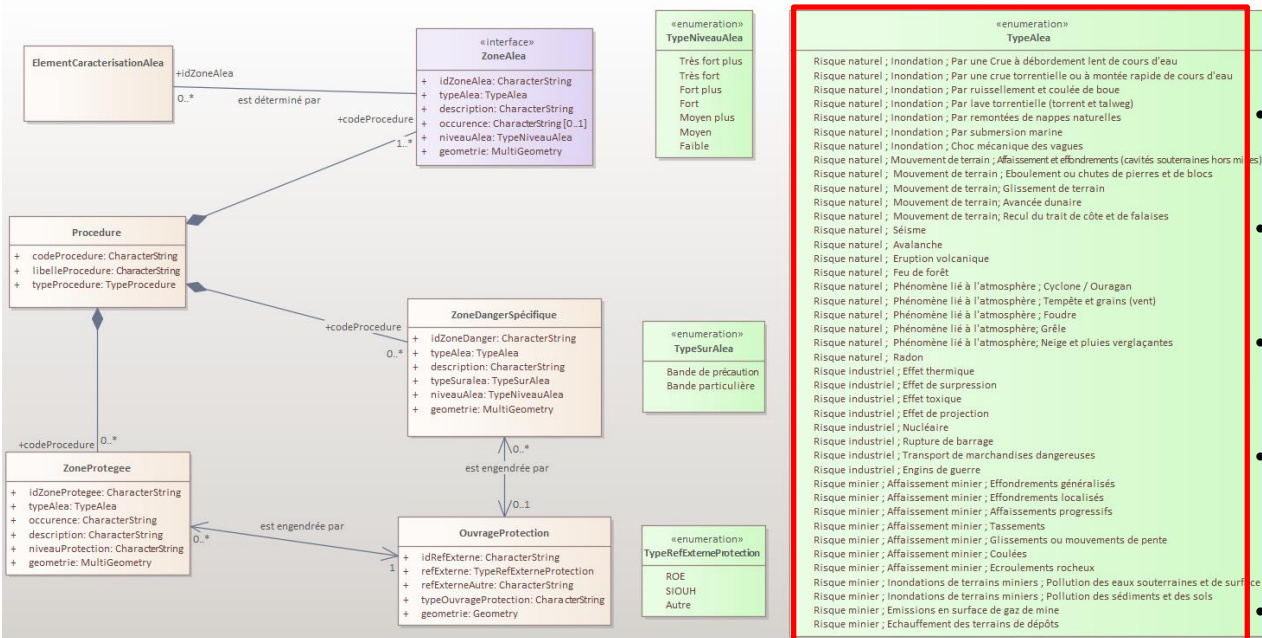 ElementCaracterisationAlea
+idZoneAlea
0..*
est déterminé par
«interface»
ZoneAlea
+ idZoneAlea: CharacterString
+ typeAlea: TypeAlea
+ description: CharacterString
+ occurence: CharacterString [0..1]
+ niveauAlea: TypeNiveauAlea
+ geometrie: MultiGeometry
+codeProcedure
1..*
Procedure
+ codeProcedure: CharacterString
+ libelleProcedure: CharacterString
+ typeProcedure: TypeProcedure
+codeProcedure
0..*
ZoneDangerSpécifique
+ idZoneDanger: CharacterString
+ typeAlea: TypeAlea
+ description: CharacterString
+ typeSuralea: TypeSurAlea
+ niveauAlea: TypeNiveauAlea
+ geometrie: MultiGeometry
0..*
est engendrée par
0..1
+codeProcedure
0..*
ZoneProtegee
+ idZoneProtegee: CharacterString
+ typeAlea: TypeAlea
+ occurence: CharacterString
+ description: CharacterString
+ niveauProtection: CharacterString
+ geometrie: MultiGeometry
0..*
est engendrée par
1
OuvrageProtection
+ idRefExterne: CharacterString
+ refExterne: TypeRefExterneProtection
+ refExterneAutre: CharacterString
+ typeOuvrageProtection: CharacterString
+ geometrie: Geometry
«enumeration»
TypeNiveauAlea
Très fort plus
Très fort
Fort plus
Fort
Moyen plus
Moyen
Faible
«enumeration»
TypeSurAlea
Bande de précaution
Bande particulière
«enumeration»
TypeRefExterneProtection
ROE
SIOUH
Autre
«enumeration»
TypeAlea
Risque naturel ; Inondation ; Par une Crue à débordement lent de cours d'eau
Risque naturel ; Inondation ; Par une crue torrentielle ou à montée rapide de cours d'eau
Risque naturel ; Inondation ; Par ruissellement et coulée de boue
Risque naturel ; Inondation ; Par lave torrentielle (torrent et talweg)
Risque naturel ; Inondation ; Par remontées de nappes naturelles
Risque naturel ; Inondation ; Par submersion marine
Risque naturel ; Inondation ; Choc mécanique des vagues
Risque naturel ; Mouvement de terrain ; Affaissement et effondrements (cavités souterraines hors mines)
Risque naturel ; Mouvement de terrain ; Eboulement ou chutes de pierres et de blocs
Risque naturel ; Mouvement de terrain; Glissement de terrain
Risque naturel ; Mouvement de terrain; Avancée dunaire
Risque naturel ; Mouvement de terrain; Recul du trait de côte et de falaises
Risque naturel ; Séisme
Risque naturel ; Avalanche
Risque naturel ; Eruption volcanique
Risque naturel ; Feu de forêt
Risque naturel ; Phénomène lié à l'atmosphère ; Cyclone / Ouragan
Risque naturel ; Phénomène lié à l'atmosphère ; Tempête et grains (vent)
Risque naturel ; Phénomène lié à l'atmosphère ; Foudre
Risque naturel ; Phénomène lié à l'atmosphère; Grêle
Risque naturel ; Phénomène lié à l'atmosphère; Neige et pluies verglaçantes
Risque naturel ; Radon
Risque industriel ; Effet thermique
Risque industriel ; Effet de surpression
Risque industriel ; Effet toxique
Risque industriel ; Effet de projection
Risque industriel ; Nucléaire
Risque industriel ; Rupture de barrage
Risque industriel ; Transport de marchandises dangereuses
Risque industriel ; Engins de guerre
Risque minier ; Affaissement minier ; Effondrements généralisés
Risque minier ; Affaissement minier ; Effondrements localisés
Risque minier ; Affaissement minier ; Affaissements progressifs
Risque minier ; Affaissement minier ; Tassements
Risque minier ; Affaissement minier ; Glissements ou mouvements de pente
Risque minier ; Affaissement minier ; Coulées
Risque minier ; Affaissement minier ; Ecroulements rocheux
Risque minier ; Inondations de terrains miniers ; Pollution des eaux souterraines et de surface
Risque minier ; Inondations de terrains miniers ; Pollution des sédiments et des sols
Risque minier ; Emissions en surface de gaz de mine
Risque minier ; Echauffement des terrains de dépôts